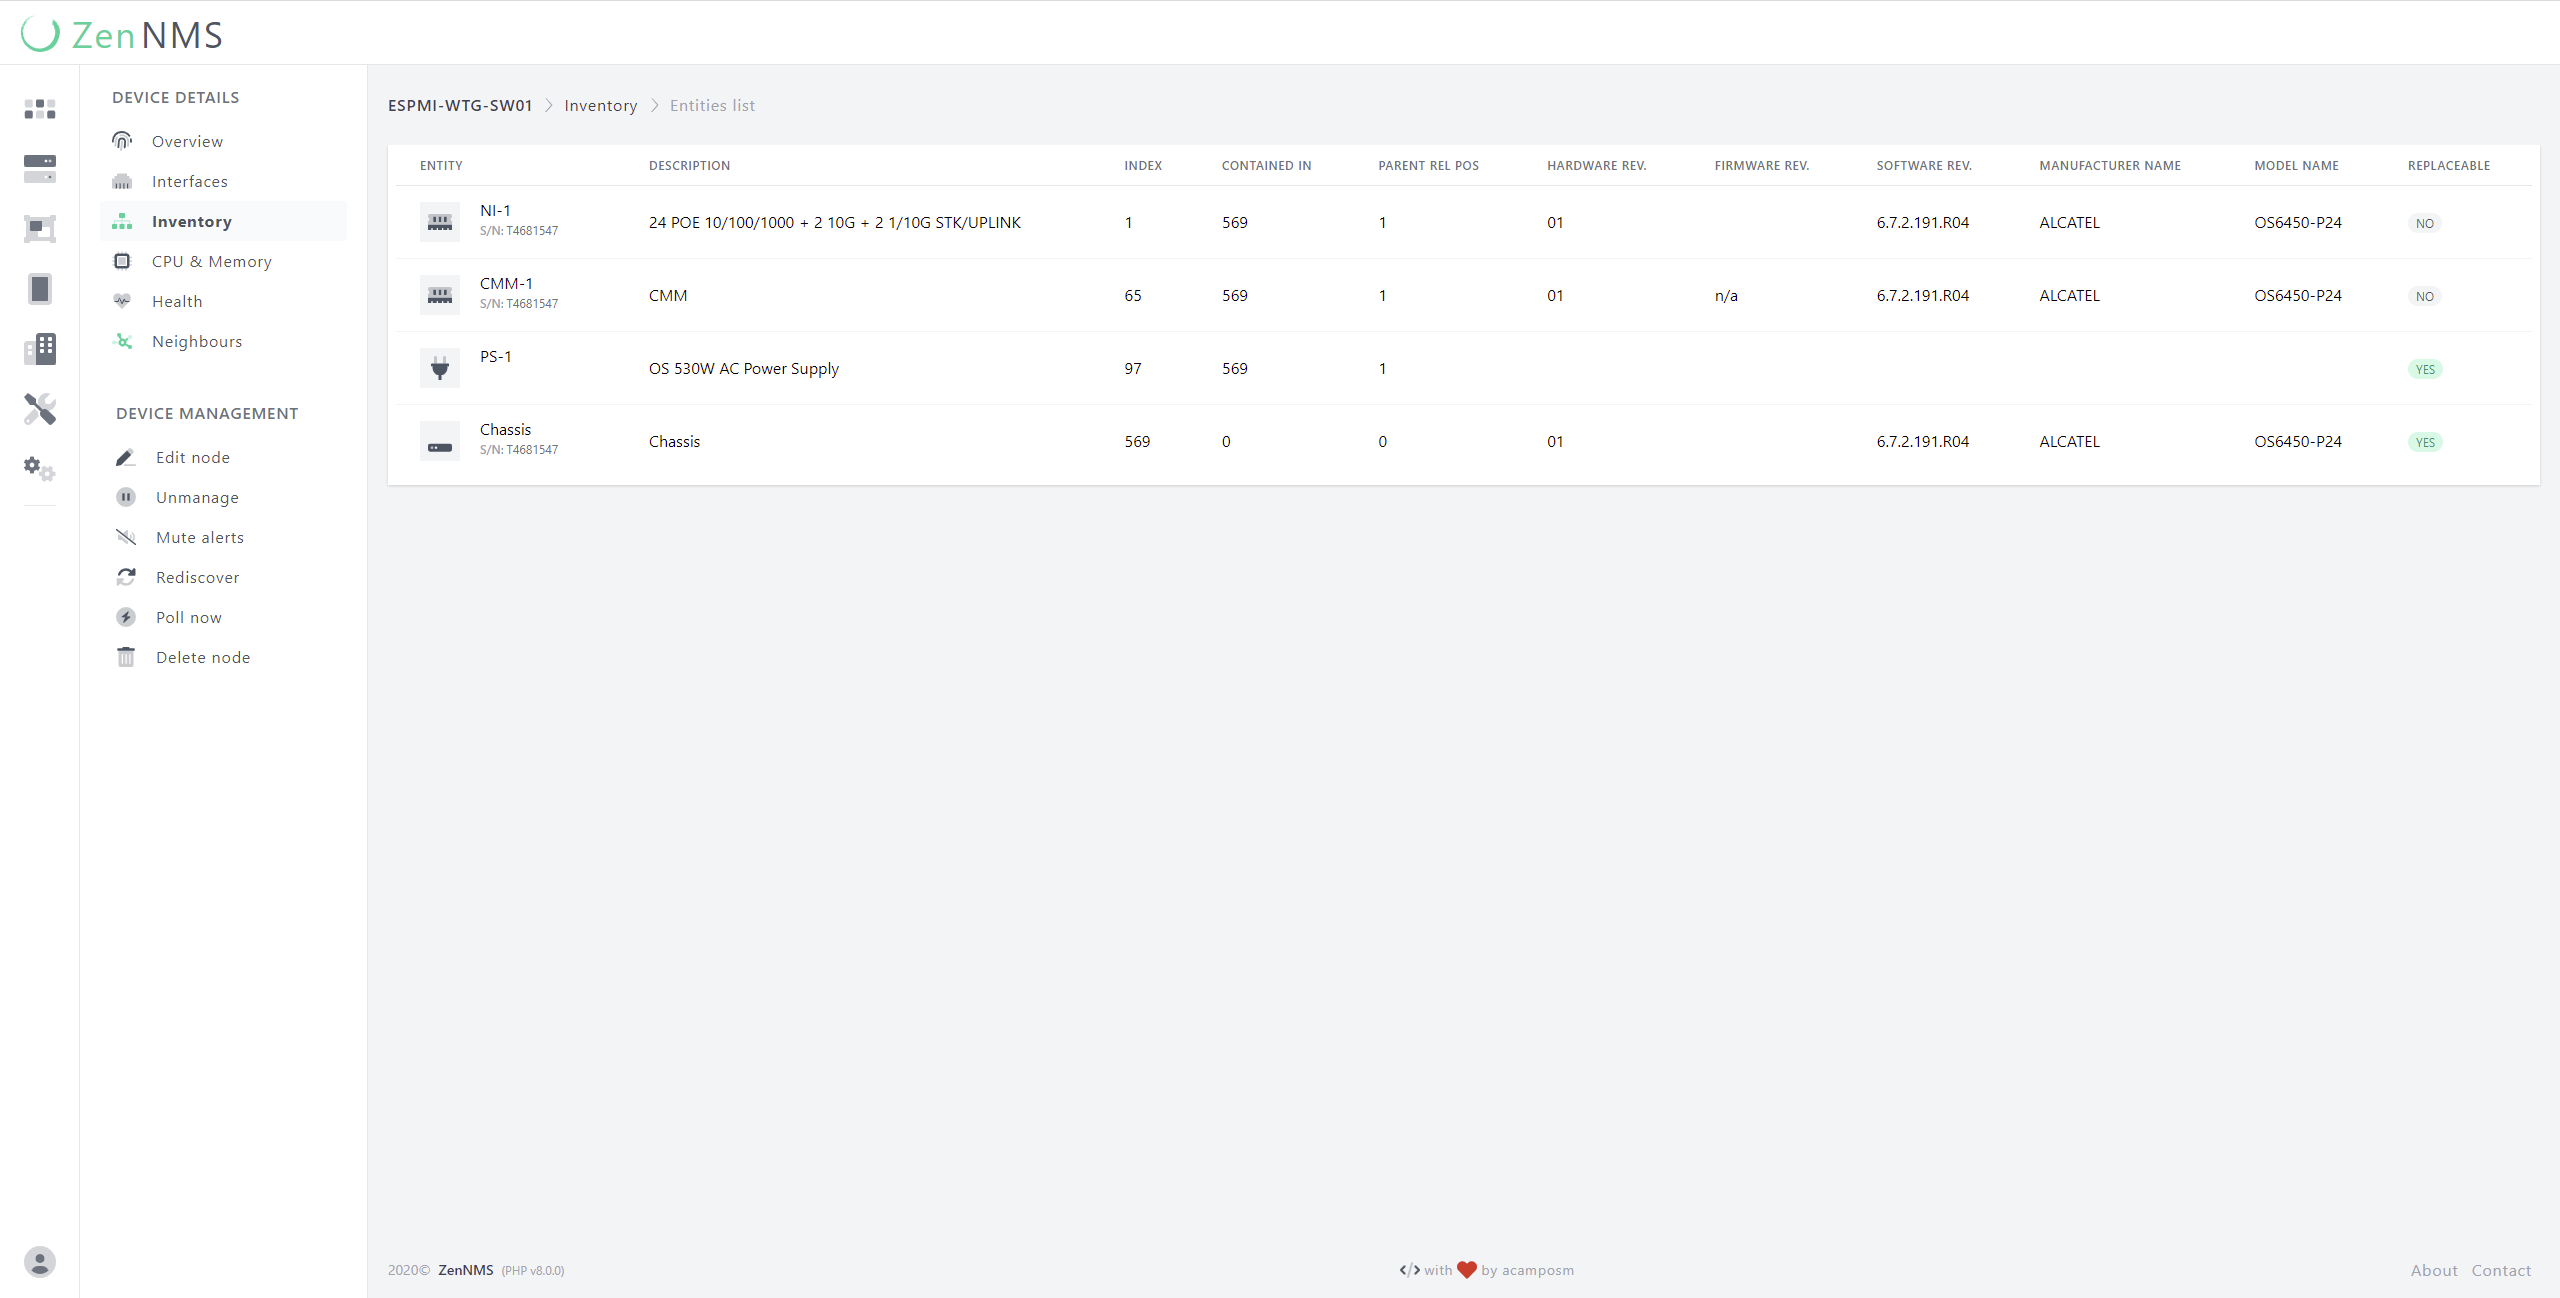 ZenNMS
DEVICE DETAILS
Overview
Interfaces
Inventory
CPU & Memory
Health
Neighbours
DEVICE MANAGEMENT
Edit node
Unmanage
Mute alerts
Rediscover
Poll now
Delete node
ESPMI-WTG-SW01 Inventory Entities list
ENTITY DESCRIPTION INDEX CONTAINED IN PARENT REL POS HARDWARE REV. FIRMWARE REV. SOFTWARE REV. MANUFACTURER NAME MODEL NAME REPLACEABLE
NI-1
S/N: T4681547
24 POE 10/100/1000 + 2 10G + 2 1/10G STK/UPLINK 1 569 1 01 6.7.2.191.R04 ALCATEL OS6450-P24 NO
CMM-1
S/N: T4681547
CMM 65 569 1 01 n/a 6.7.2.191.R04 ALCATEL OS6450-P24 NO
PS-1
OS 530W AC Power Supply 97 569 1 YES
Chassis
S/N: T4681547
Chassis 569 0 0 01 6.7.2.191.R04 ALCATEL OS6450-P24 YES
2020© ZenNMS (PHP v8.0.0) </> with by acamposm About Contact